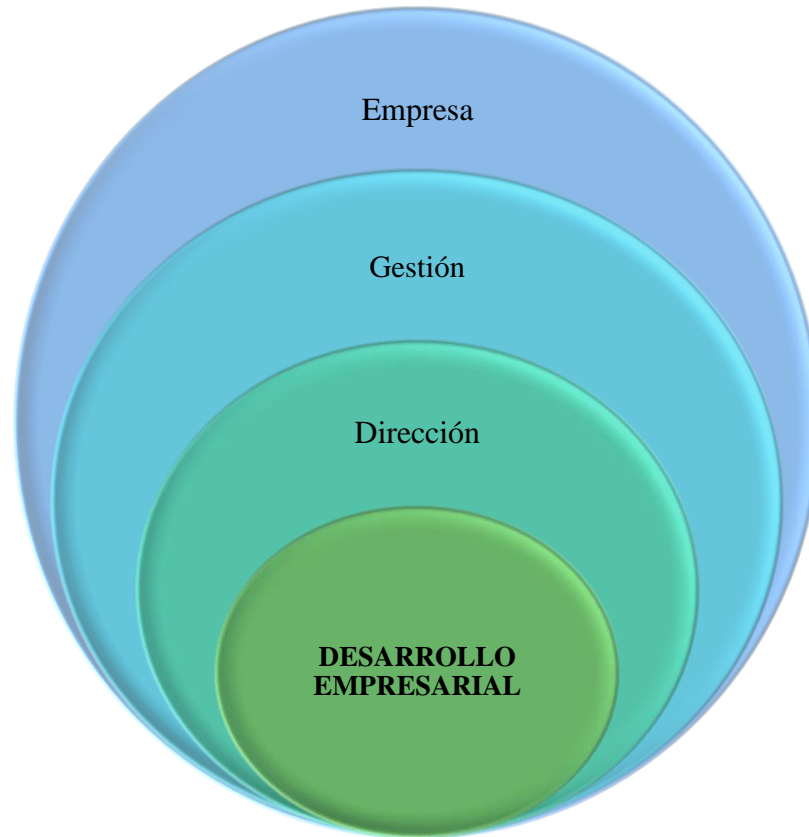 Empresa
Gestión
Dirección
DESARROLLO
EMPRESARIAL